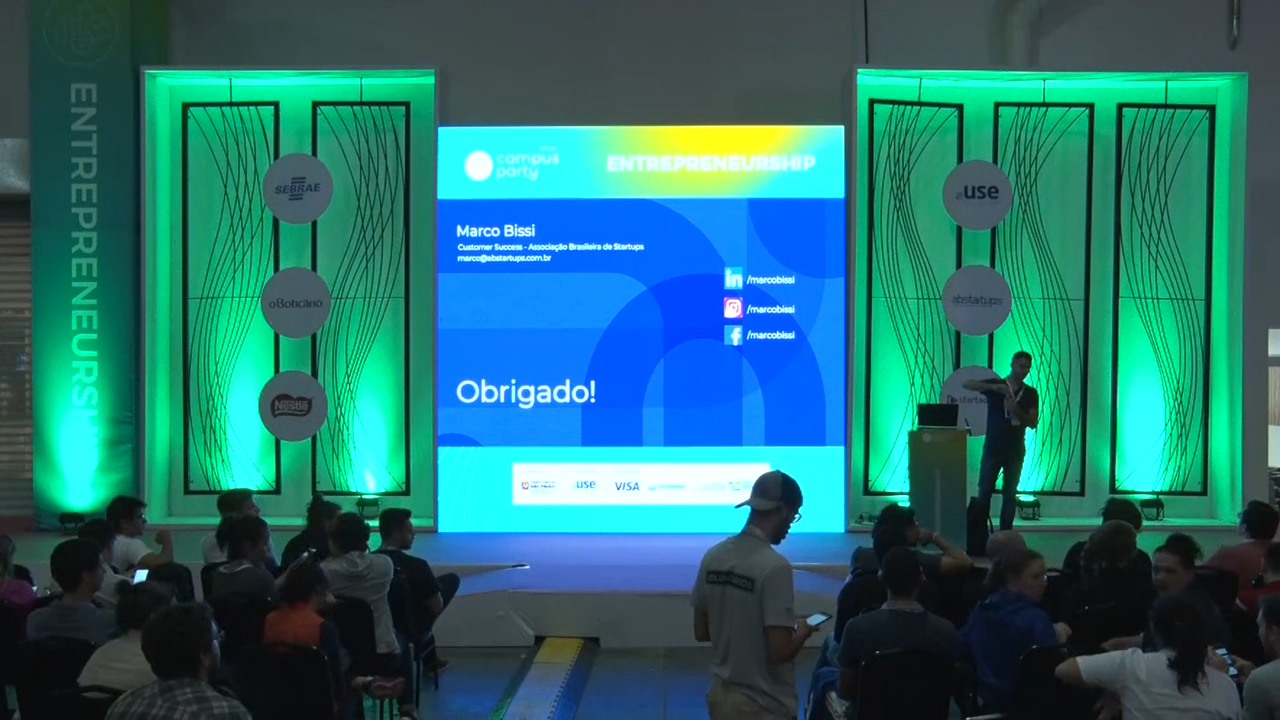 ENTREPRENEURSHIP
SEBRAE
oBoticário
Nestlé
campus
party
ENTREPRENEURSHIP
Marco Bissi
Customer Success - Associação Brasileira de Startups
marco@abstartups.com.br
/marcobissi
/marcobissi
/marcobissi
Obrigado!
use
VISA
use
abstartups